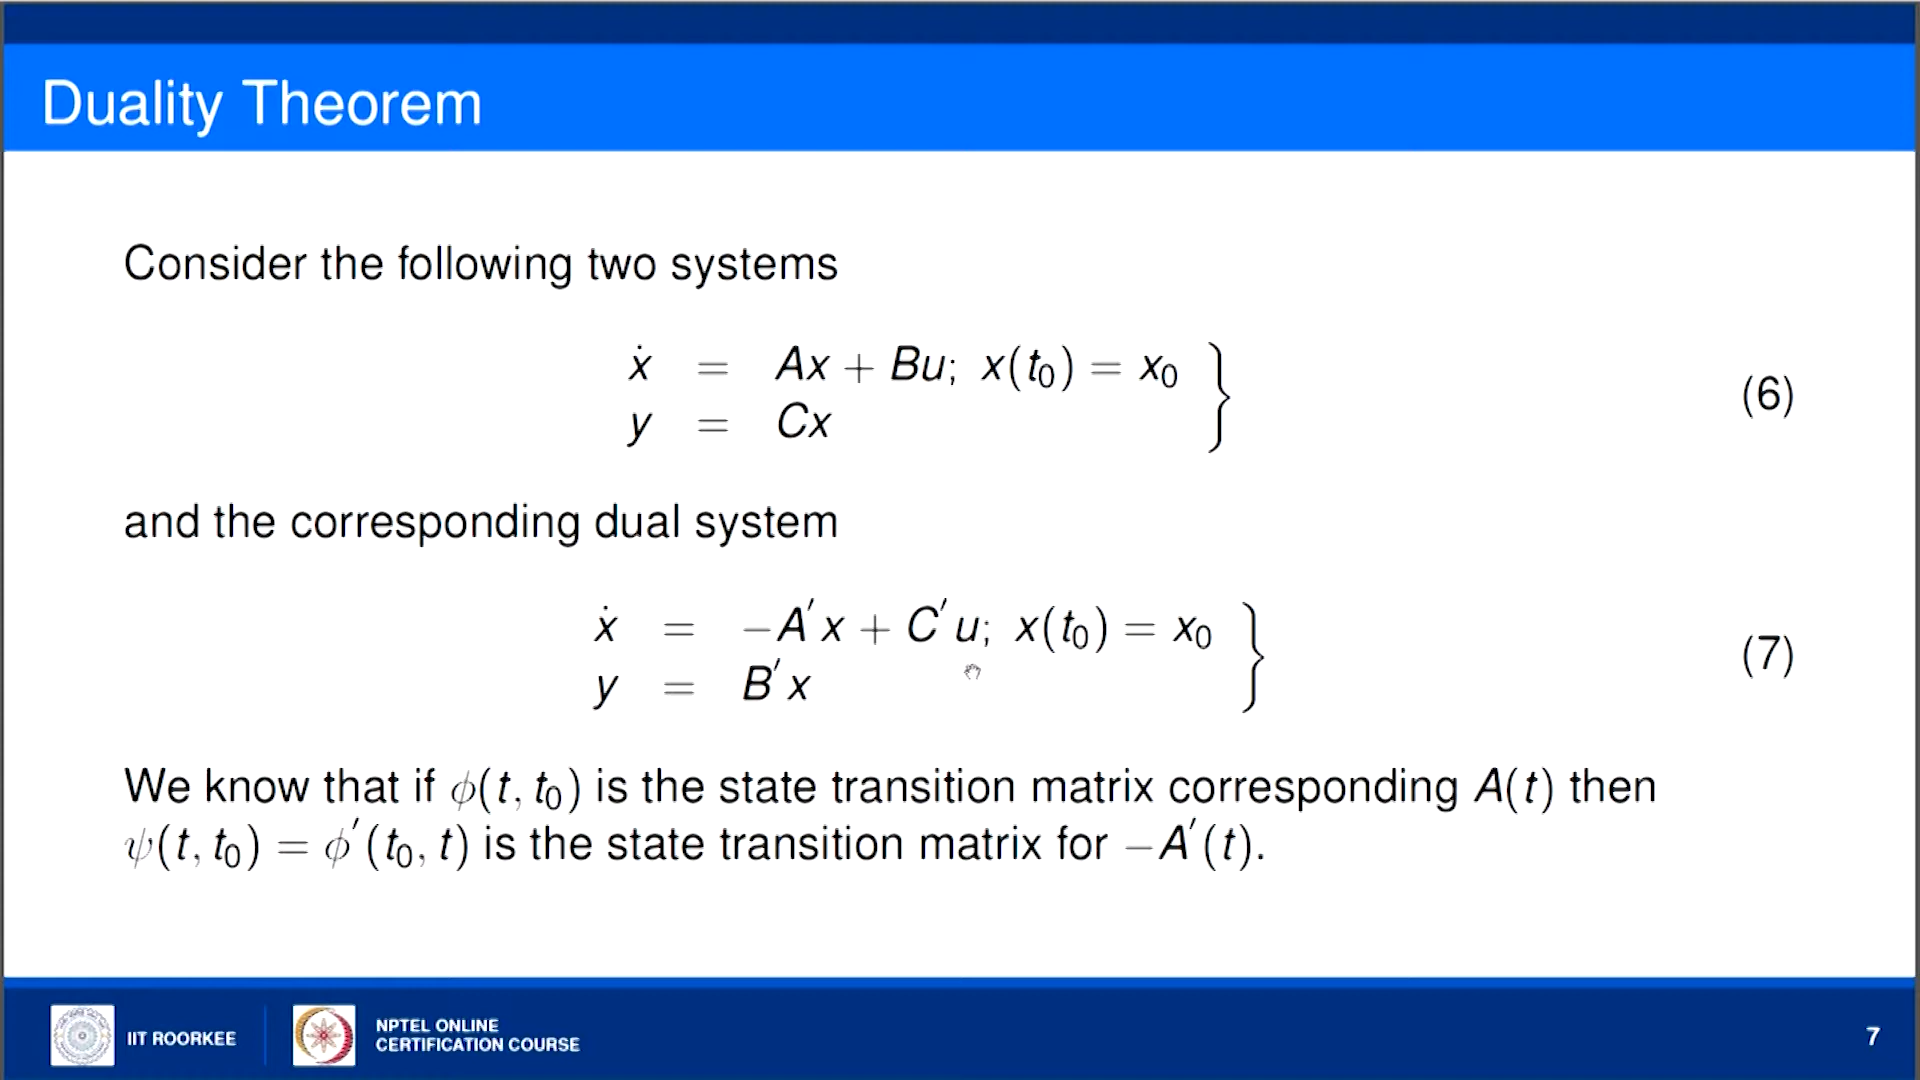 Duality Theorem
Consider the following two systems
ẋ = Ax + Bu; x(t₀) = x₀
y = Cx
(6)
and the corresponding dual system
ẋ = −A′x + C′u; x(t₀) = x₀
y = B′x
(7)
We know that if ϕ(t, t₀) is the state transition matrix corresponding A(t) then
ψ(t, t₀) = ϕ′(t₀, t) is the state transition matrix for −A′(t).
IIT ROORKEE
NPTEL ONLINE
CERTIFICATION COURSE
7